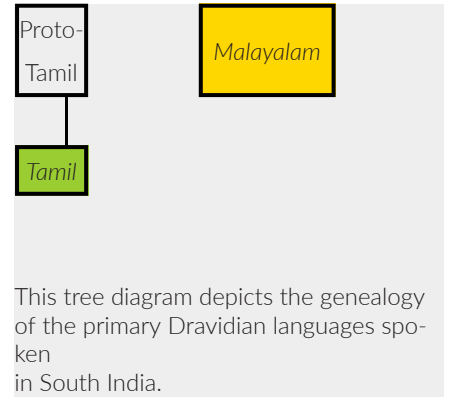 Proto-
Tamil
Malayalam
Tamil
This tree diagram depicts the genealogy
of the primary Dravidian languages spo-
ken
in South India.